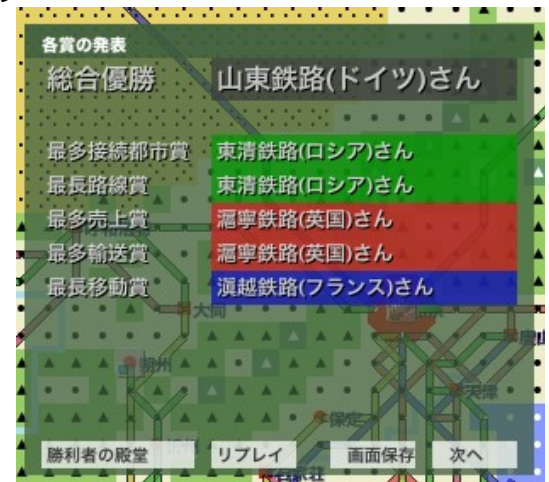 各賞の発表
総合優勝 山東鉄路(ドイツ)さん
最多接続都市賞 東清鉄路(ロシア)さん
最長路線賞 東清鉄路(ロシア)さん
最多売上賞 滬寧鉄路(英国)さん
最多輸送賞 滬寧鉄路(英国)さん
最長移動賞 滇越鉄路(フランス)さん
大同
朔州
天津
保定
勝利者の殿堂 リプレイ 画面保存 次へ